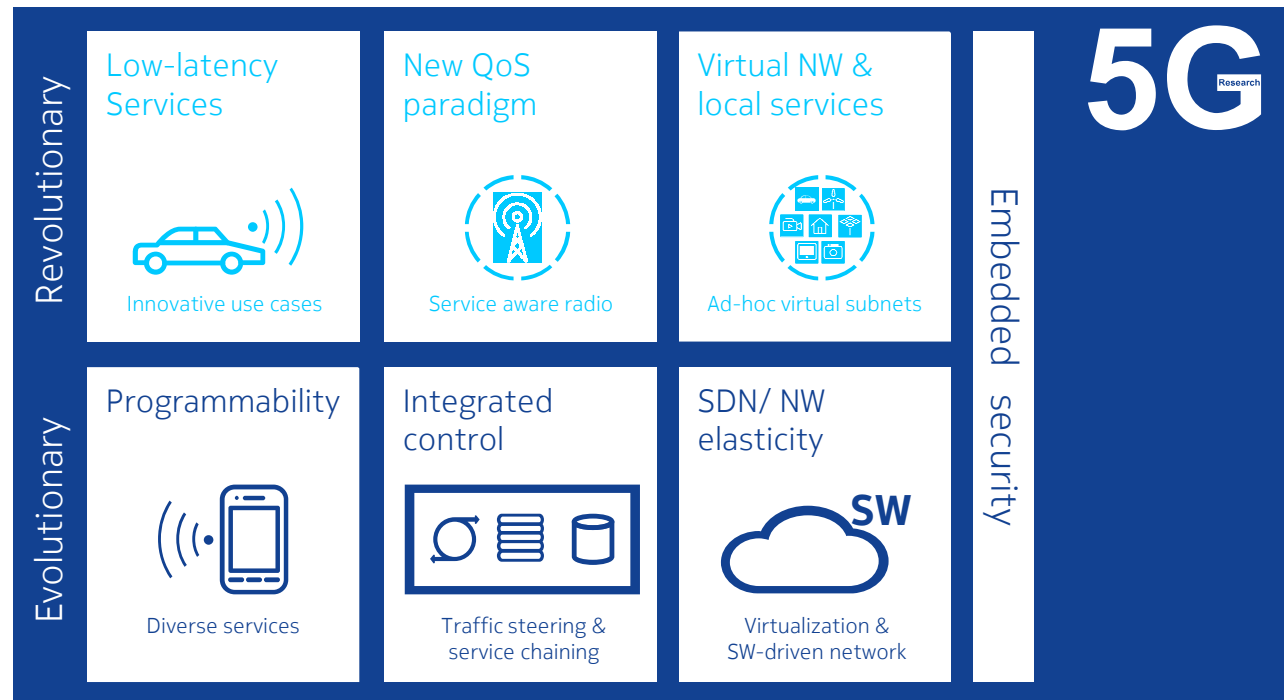 5G
Research
Revolutionary
Low-latency
Services
Innovative use cases
New QoS
paradigm
Service aware radio
Virtual NW &
local services
Ad-hoc virtual subnets
Evolutionary
Programmability
Diverse services
Integrated
control
Traffic steering &
service chaining
SDN/ NW
elasticity
SW
Virtualization &
SW-driven network
Embedded security